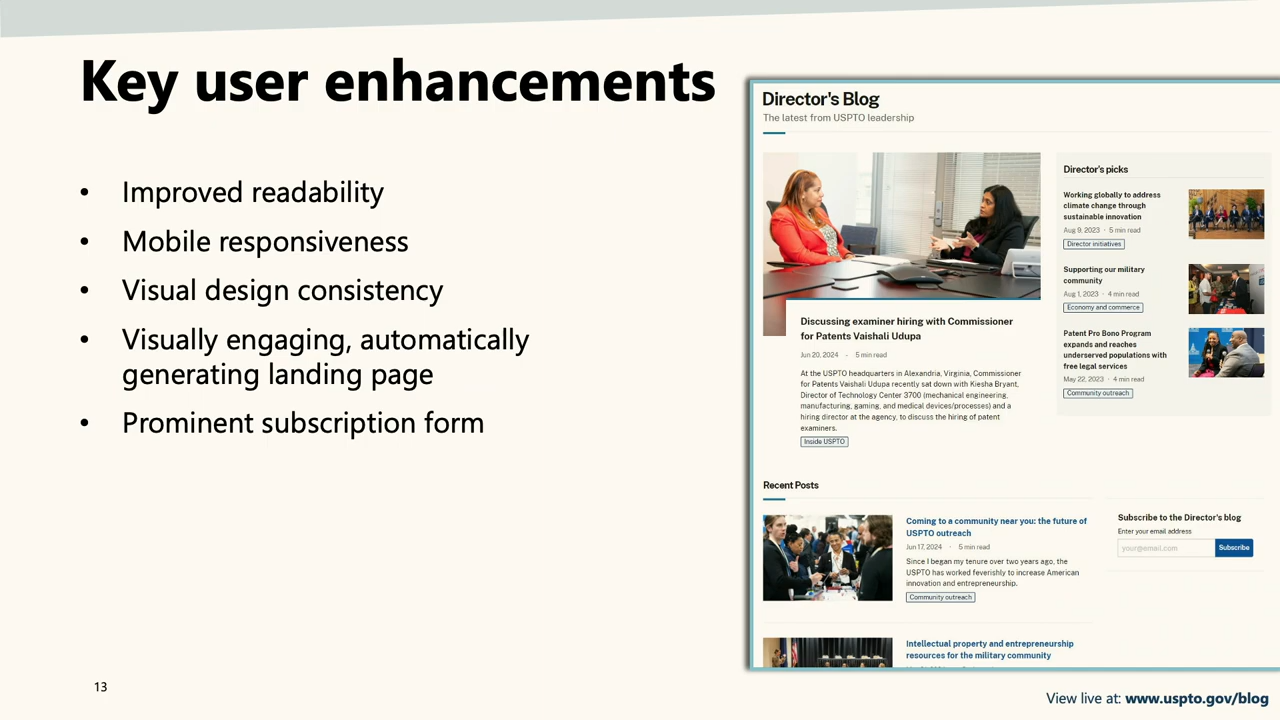 Key user enhancements
• Improved readability
• Mobile responsiveness
• Visual design consistency
• Visually engaging, automatically
generating landing page
• Prominent subscription form
Director's Blog
The latest from USPTO leadership
Discussing examiner hiring with Commissioner
for Patents Vaishali Udupa
Jun 20, 2024 - 5 min read
At the USPTO headquarters in Alexandria, Virginia, Commissioner
for Patents Vaishali Udupa recently sat down with Kiesha Bryant,
Director of Technology Center 3700 (mechanical engineering,
manufacturing, gaming, and medical devices/processes) and a
hiring director at the agency, to discuss the hiring of patent
examiners.
Inside USPTO
Director's picks
Working globally to address
climate change through
sustainable innovation
Aug 9, 2023 · 5 min read
Director initiatives
Supporting our military
community
Aug 1, 2023 · 4 min read
Economy and commerce
Patent Pro Bono Program
expands and reaches
underserved populations with
free legal services
May 22, 2023 · 4 min read
Community outreach
Recent Posts
Coming to a community near you: the future of
USPTO outreach
Jun 17, 2024 · 5 min read
Since I began my tenure over two years ago, the
USPTO has worked feverishly to increase American
innovation and entrepreneurship.
Community outreach
Intellectual property and entrepreneurship
resources for the military community
Subscribe to the Director's blog
Enter your email address
your@email.com Subscribe
13
View live at: www.uspto.gov/blog